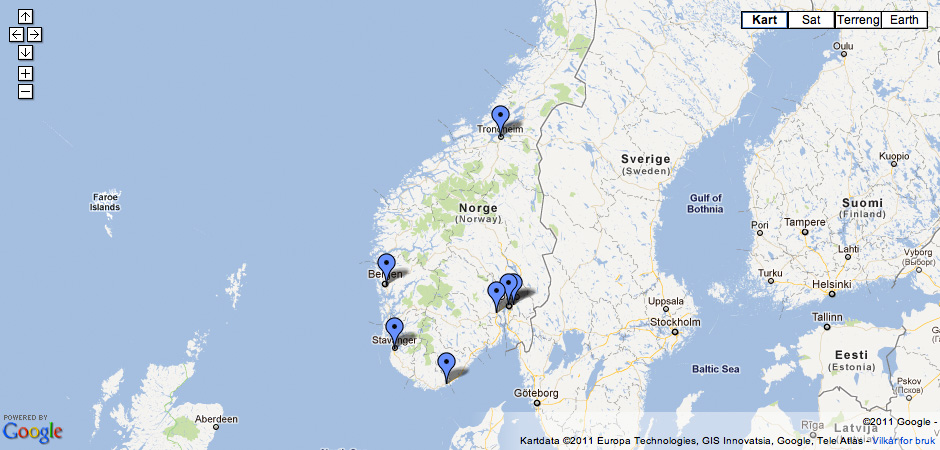 Kart Sat Terreng Earth
Oulu
Trondheim
Kuopio
Sverige
(Sweden)
Faroe
Islands
Norge
(Norway)
Gulf of
Bothnia
Suomi
(Finland)
Pori
Tampere
Lahti
Vyborg
(Выборг)
Bergen
Turku
Helsinki
Uppsala
Stockholm
Tallinn
Stavanger
Eesti
(Estonia)
Baltic Sea
Pskov
(Псков)
Göteborg
Aberdeen
POWERED BY
Google
©2011 Google -
Rīga
Latvija
Kartdata ©2011 Europa Technologies, GIS Innovatsia, Google, Tele Atlas - Vilkår for bruk